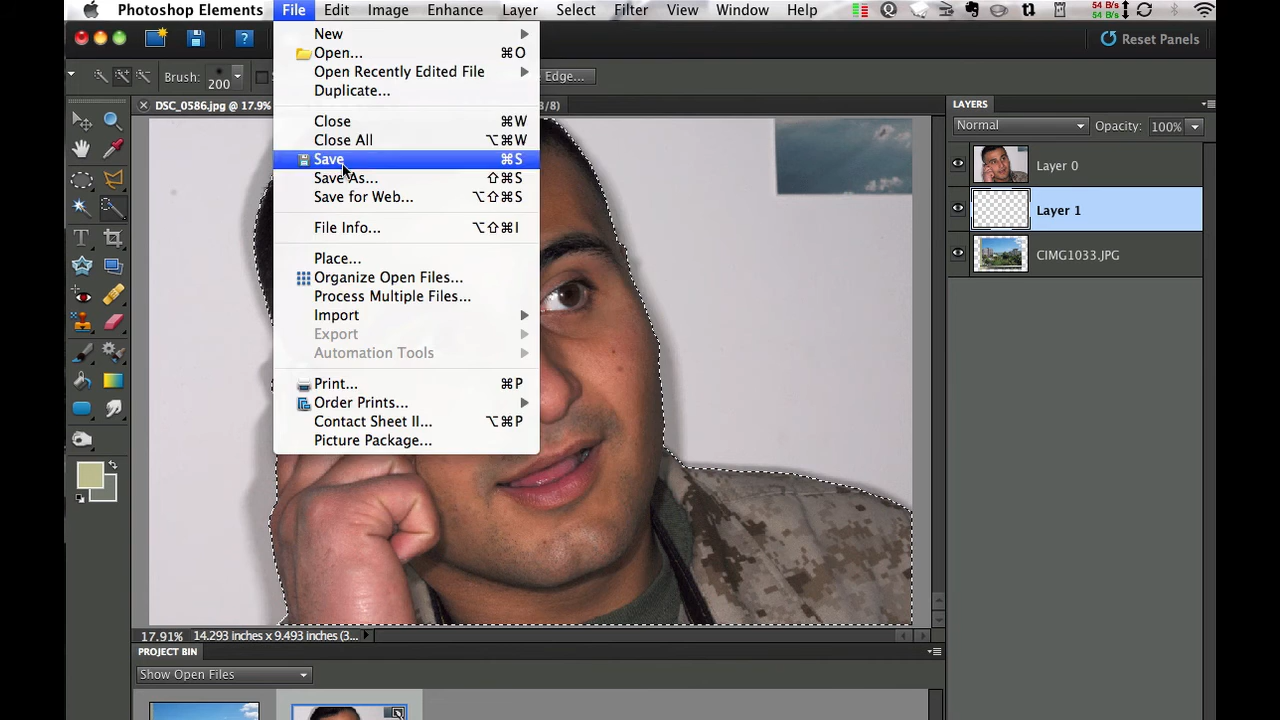 Photoshop Elements File Edit Image Enhance Layer Select Filter View Window Help
54 B/s
54 B/s
Reset Panels
Brush: 200
Edge...
DSC_0586.jpg @ 17.9%
/8)
New
Open... ⌘O
Open Recently Edited File
Duplicate...
Close ⌘W
Close All ⌥⌘W
Save ⌘S
Save As... ⇧⌘S
Save for Web... ⌥⇧⌘S
File Info... ⌥⇧⌘I
Place...
Organize Open Files...
Process Multiple Files...
Import
Export
Automation Tools
Print... ⌘P
Order Prints...
Contact Sheet II... ⌥⌘P
Picture Package...
LAYERS
Normal Opacity: 100%
Layer 0
Layer 1
CIMG1033.JPG
17.91% 14.293 inches x 9.493 inches (3...
PROJECT BIN
Show Open Files